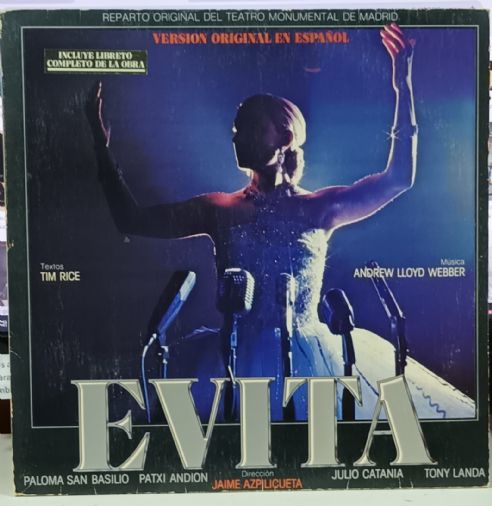 REPARTO ORIGINAL DEL TEATRO MONUMENTAL DE MADRID
VERSION ORIGINAL EN ESPAÑOL
INCLUYE LIBRETO
COMPLETO DE LA OBRA
Textos
TIM RICE
Música
ANDREW LLOYD WEBBER
EVITA
PALOMA SAN BASILIO PATXI ANDION
Dirección
JAIME AZPILICUETA
JULIO CATANIA TONY LANDA